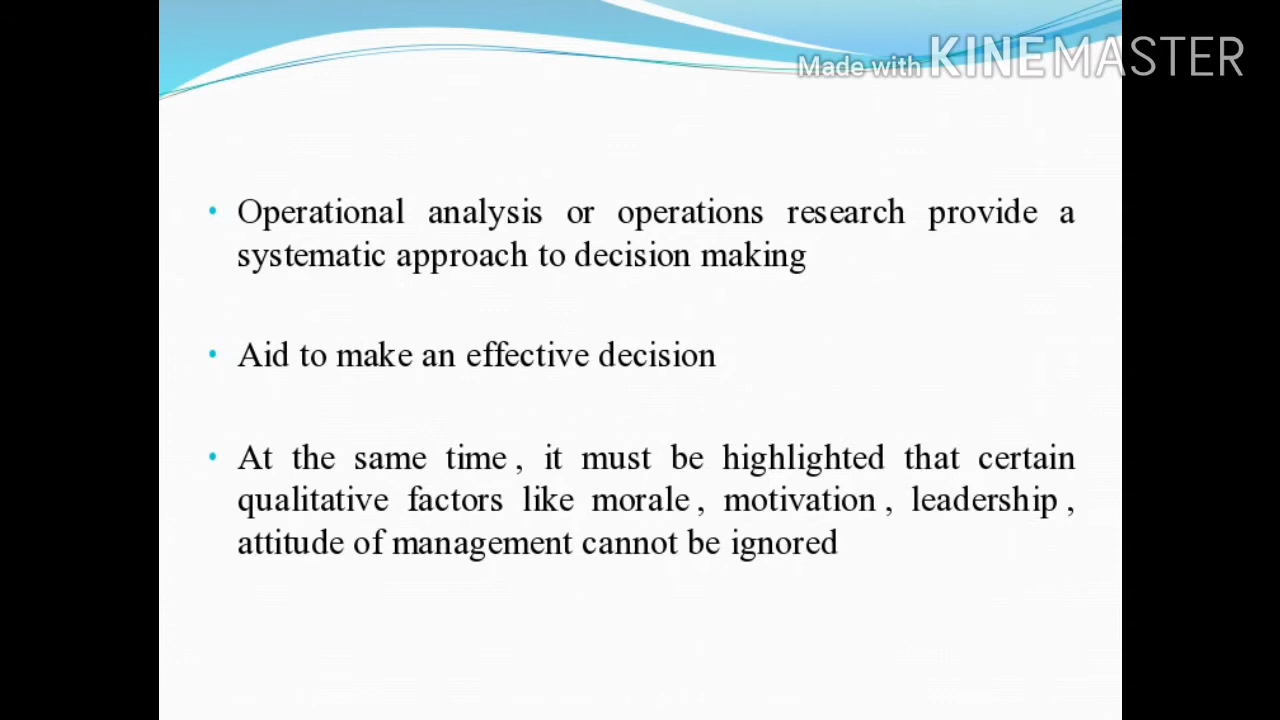 Made with KINEMASTER
• Operational analysis or operations research provide a
systematic approach to decision making
• Aid to make an effective decision
• At the same time , it must be highlighted that certain
qualitative factors like morale , motivation , leadership ,
attitude of management cannot be ignored